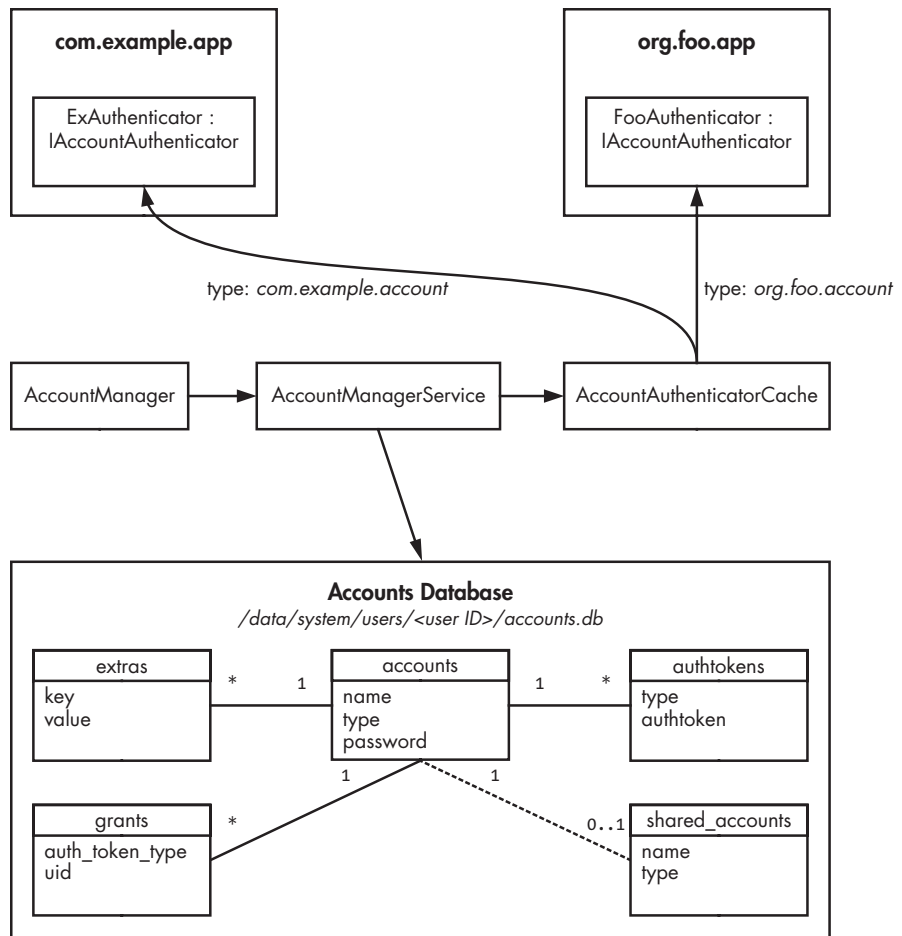 com.example.app
ExAuthenticator :
IAccountAuthenticator
org.foo.app
FooAuthenticator :
IAccountAuthenticator
type: com.example.account
type: org.foo.account
AccountManager
AccountManagerService
AccountAuthenticatorCache
Accounts Database
/data/system/users/<user ID>/accounts.db
extras
key
value
* 1
accounts
name
type
password
1 *
authtokens
type
authtoken
1
*
grants
auth_token_type
uid
1
0..1
shared_accounts
name
type